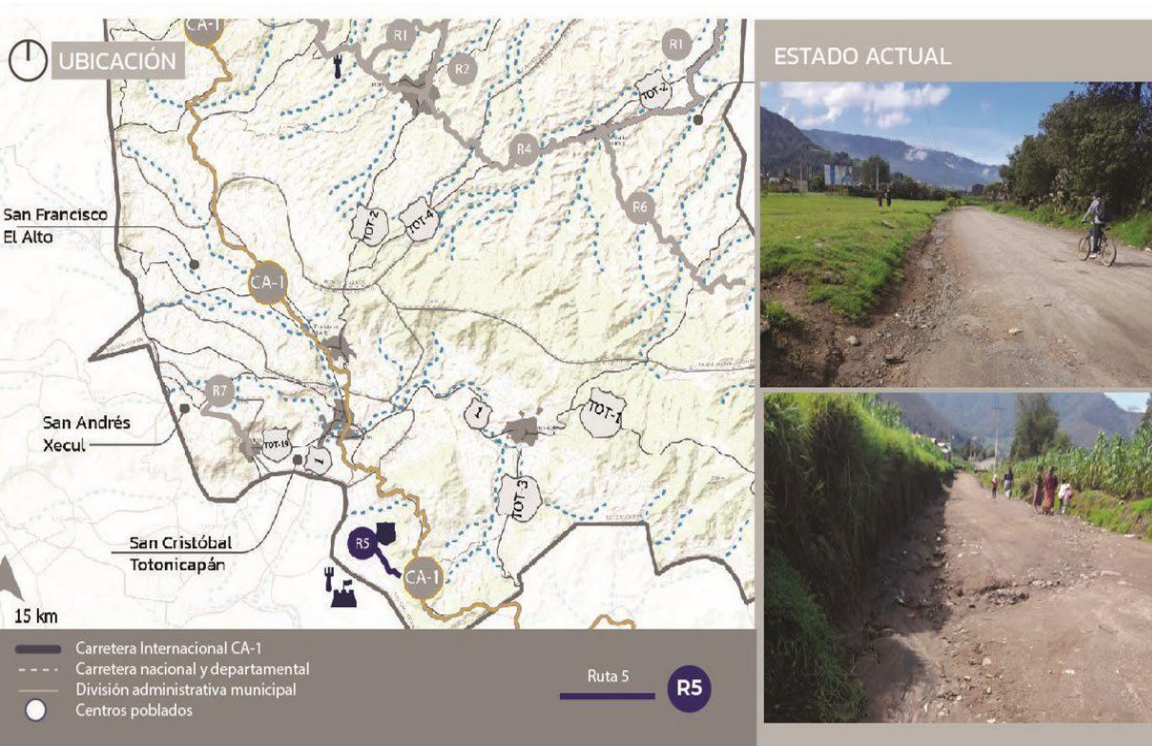 UBICACIÓN
CA-1
R1
R2
R1
TOT-2
R4
R6
San Francisco
El Alto
TOT-2
TOT-4
CA-1
R7
San Andrés
Xecul
TOT-19
1
1
TOT-1
TOT-3
San Cristóbal
Totonicapán
R5
CA-1
15 km
Carretera Internacional CA-1
Carretera nacional y departamental
División administrativa municipal
Centros poblados
Ruta 5
R5
ESTADO ACTUAL